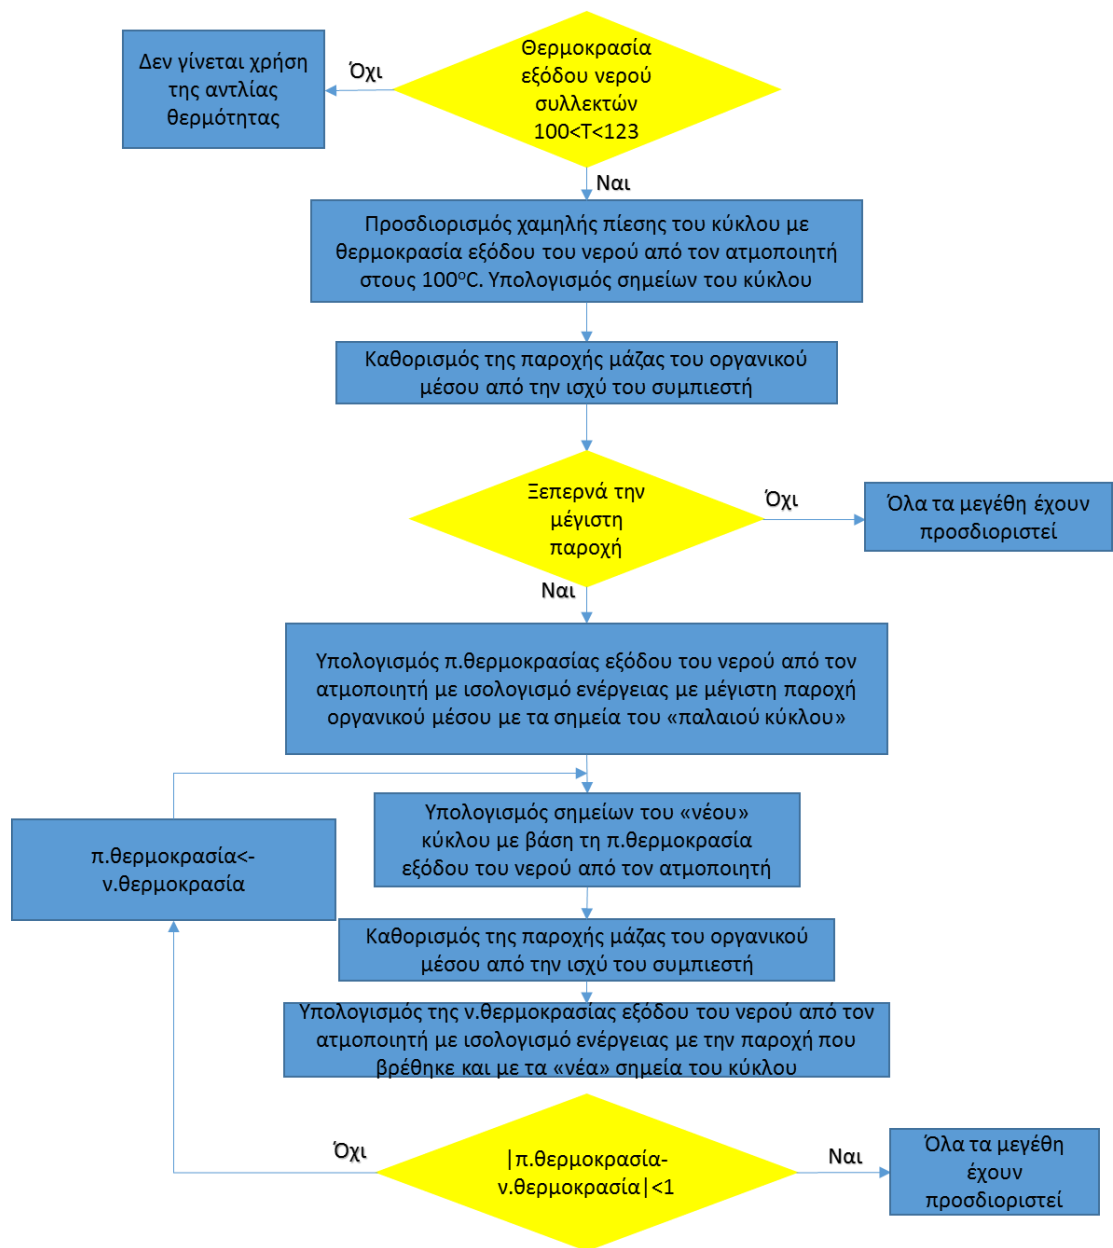 Θερμοκρασία
εξόδου νερού
συλλεκτών
100<T<123
Όχι
Δεν γίνεται χρήση
της αντλίας
θερμότητας
Ναι
Προσδιορισμός χαμηλής πίεσης του κύκλου με
θερμοκρασία εξόδου του νερού από τον ατμοποιητή
στους 100°C. Υπολογισμός σημείων του κύκλου
Καθορισμός της παροχής μάζας του οργανικού
μέσου από την ισχύ του συμπιεστή
Ξεπερνά την
μέγιστη
παροχή
Όχι
Όλα τα μεγέθη έχουν
προσδιοριστεί
Ναι
Υπολογισμός π.θερμοκρασίας εξόδου του νερού από τον
ατμοποιητή με ισολογισμό ενέργειας με μέγιστη παροχή
οργανικού μέσου με τα σημεία του «παλαιού κύκλου»
Υπολογισμός σημείων του «νέου»
κύκλου με βάση τη π.θερμοκρασία
εξόδου του νερού από τον ατμοποιητή
π.θερμοκρασία<-
ν.θερμοκρασία
Καθορισμός της παροχής μάζας του οργανικού
μέσου από την ισχύ του συμπιεστή
Υπολογισμός της ν.θερμοκρασίας εξόδου του νερού από τον
ατμοποιητή με ισολογισμό ενέργειας με την παροχή που
βρέθηκε και με τα «νέα» σημεία του κύκλου
Όχι
|π.θερμοκρασία-
ν.θερμοκρασία|<1
Ναι
Όλα τα μεγέθη
έχουν
προσδιοριστεί